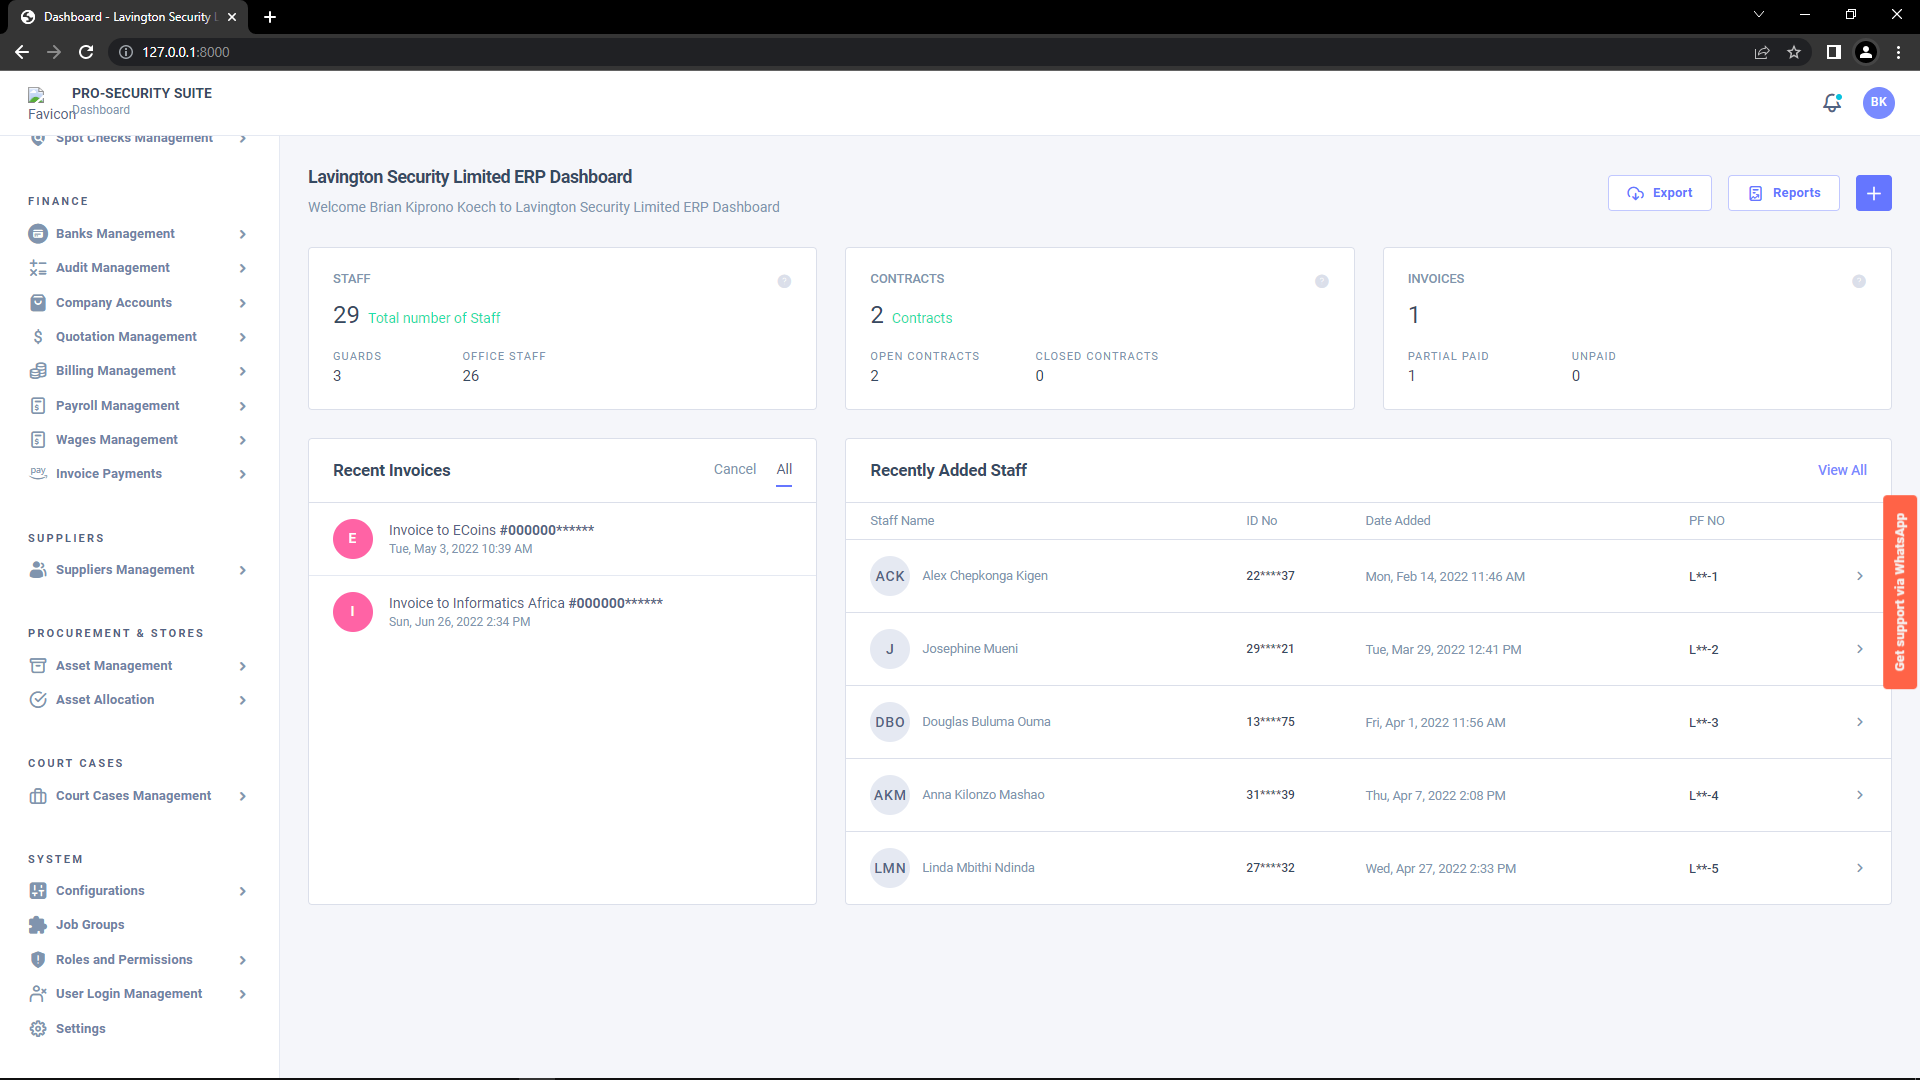 Dashboard - Lavington Security L
127.0.0.1:8000
Favicon
PRO-SECURITY SUITE
Dashboard
BK
Spot Checks Management
FINANCE
Banks Management
Audit Management
Company Accounts
Quotation Management
Billing Management
Payroll Management
Wages Management
pay
Invoice Payments
SUPPLIERS
Suppliers Management
PROCUREMENT & STORES
Asset Management
Asset Allocation
COURT CASES
Court Cases Management
SYSTEM
Configurations
Job Groups
Roles and Permissions
User Login Management
Settings
Lavington Security Limited ERP Dashboard
Welcome Brian Kiprono Koech to Lavington Security Limited ERP Dashboard
Export
Reports
STAFF
?
29 Total number of Staff
GUARDS OFFICE STAFF
3 26
CONTRACTS
?
2 Contracts
OPEN CONTRACTS CLOSED CONTRACTS
2 0
INVOICES
?
1
PARTIAL PAID UNPAID
1 0
Recent Invoices Cancel All
E
Invoice to ECoins #000000******
Tue, May 3, 2022 10:39 AM
I
Invoice to Informatics Africa #000000******
Sun, Jun 26, 2022 2:34 PM
Recently Added Staff View All
Staff Name ID No Date Added PF NO
ACK Alex Chepkonga Kigen 22****37 Mon, Feb 14, 2022 11:46 AM L**-1
J Josephine Mueni 29****21 Tue, Mar 29, 2022 12:41 PM L**-2
DBO Douglas Buluma Ouma 13****75 Fri, Apr 1, 2022 11:56 AM L**-3
AKM Anna Kilonzo Mashao 31****39 Thu, Apr 7, 2022 2:08 PM L**-4
LMN Linda Mbithi Ndinda 27****32 Wed, Apr 27, 2022 2:33 PM L**-5
Get support via WhatsApp